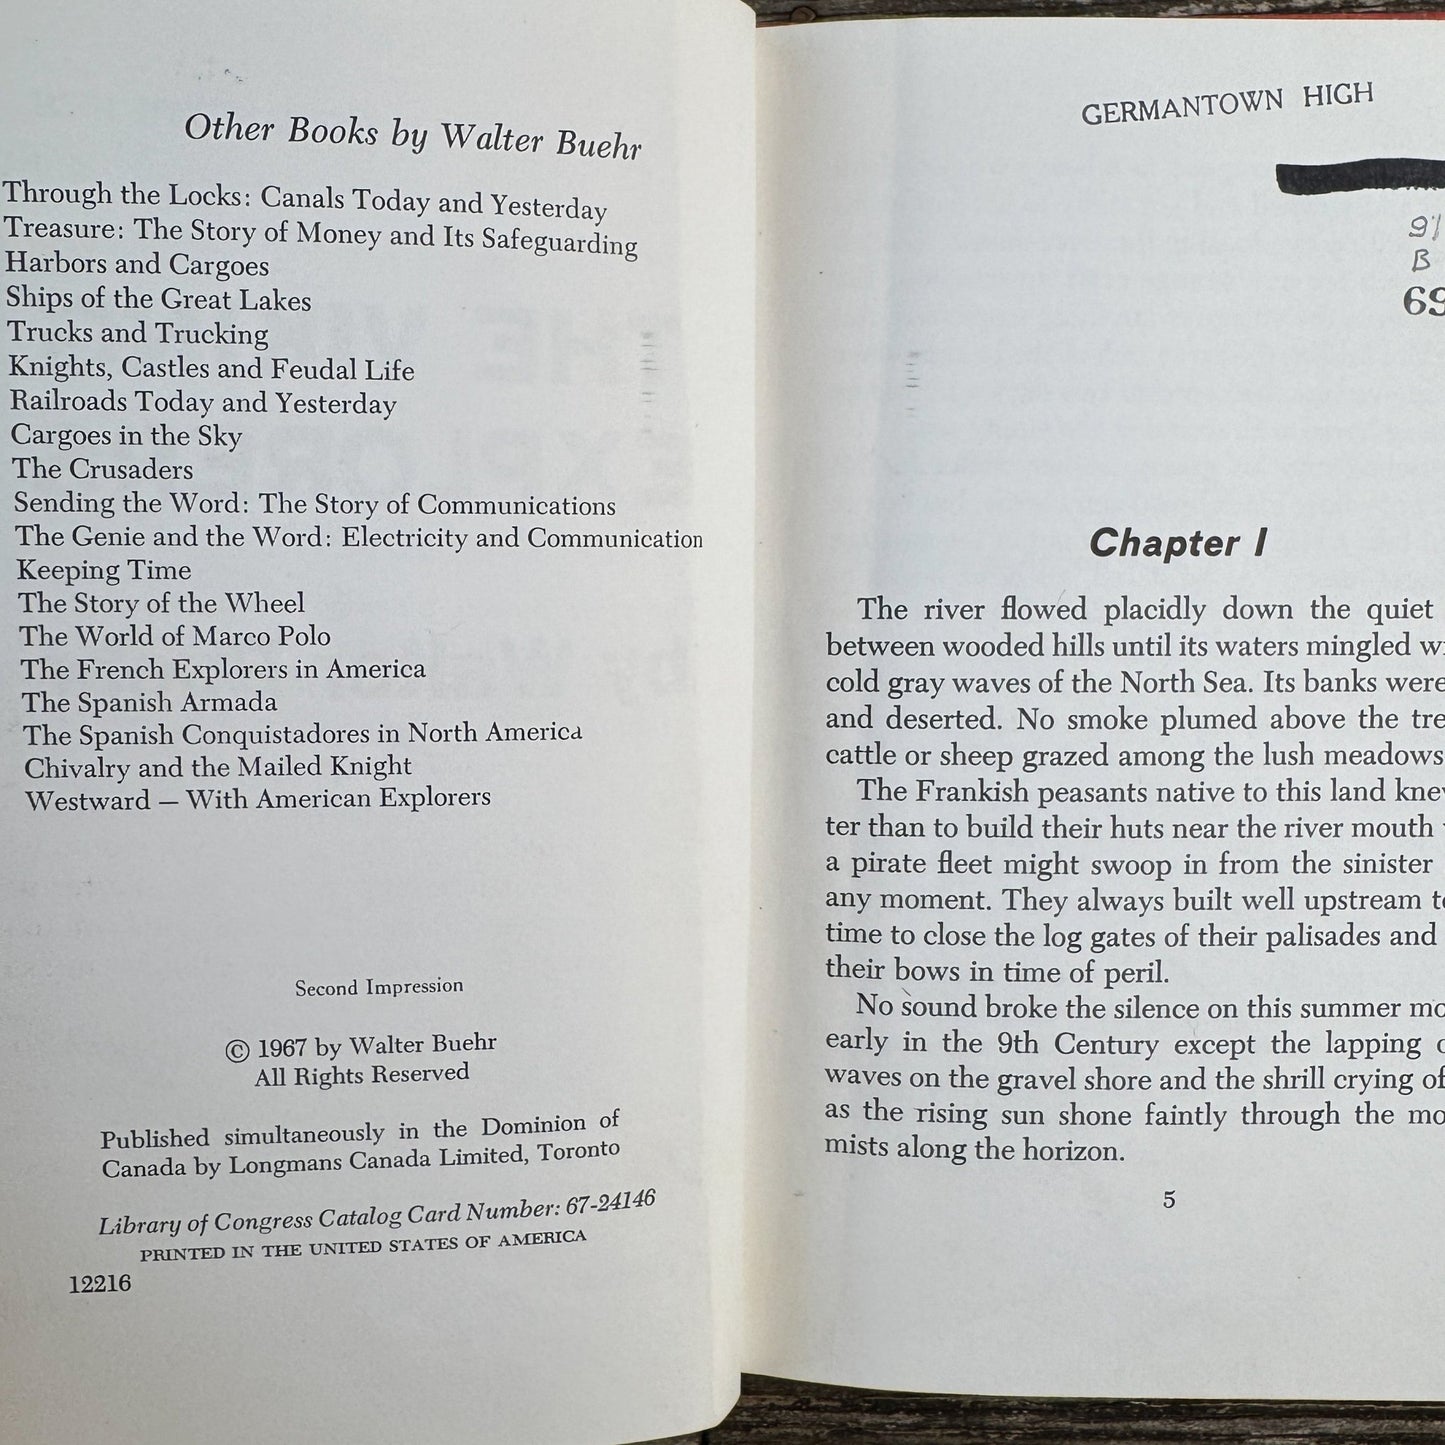 Other Books by Walter Buehr
Through the Locks: Canals Today and Yesterday
Treasure: The Story of Money and Its Safeguarding
Harbors and Cargoes
Ships of the Great Lakes
Trucks and Trucking
Knights, Castles and Feudal Life
Railroads Today and Yesterday
Cargoes in the Sky
The Crusaders
Sending the Word: The Story of Communications
The Genie and the Word: Electricity and Communication
Keeping Time
The Story of the Wheel
The World of Marco Polo
The French Explorers in America
The Spanish Armada
The Spanish Conquistadores in North America
Chivalry and the Mailed Knight
Westward — With American Explorers
Second Impression
© 1967 by Walter Buehr
All Rights Reserved
Published simultaneously in the Dominion of
Canada by Longmans Canada Limited, Toronto
Library of Congress Catalog Card Number: 67-24146
PRINTED IN THE UNITED STATES OF AMERICA
12216
GERMANTOWN HIGH
B
69
Chapter I
The river flowed placidly down the quiet
between wooded hills until its waters mingled
cold gray waves of the North Sea. Its banks were
and deserted. No smoke plumed above the
cattle or sheep grazed among the lush meadows
The Frankish peasants native to this land
ter than to build their huts near the river mouth
a pirate fleet might swoop in from the sinister
any moment. They always built well upstream
time to close the log gates of their palisades and
their bows in time of peril.
No sound broke the silence on this summer
early in the 9th Century except the lapping
waves on the gravel shore and the shrill crying of
as the rising sun shone faintly through the
mists along the horizon.
5